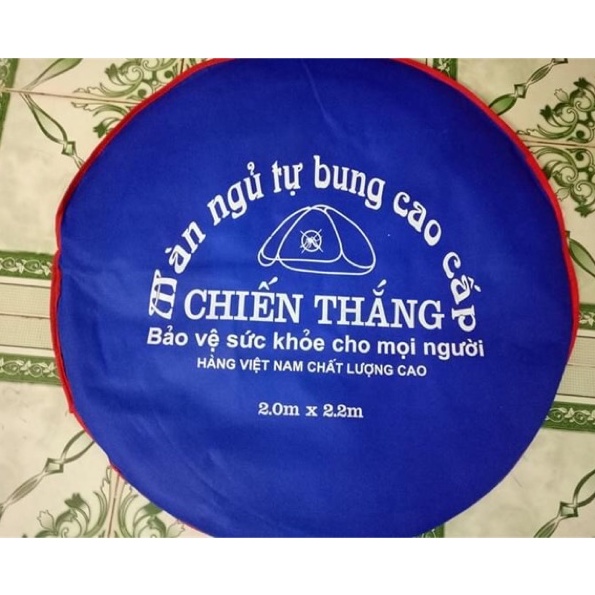 Màn ngủ tự bung cao cấp
CHIẾN THẮNG
Bảo vệ sức khỏe cho mọi người
HÀNG VIỆT NAM CHẤT LƯỢNG CAO
2.0m x 2.2m